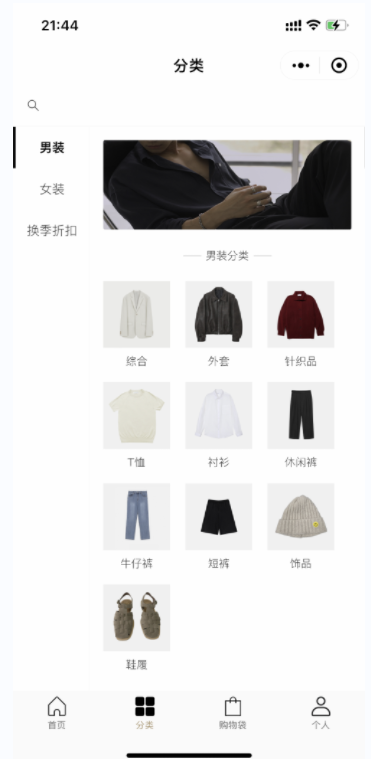 21:44
分类
男装
女装
换季折扣
男装分类
综合 外套 针织品
T恤 衬衫 休闲裤
牛仔裤 短裤 饰品
鞋履
首页 分类 购物袋 个人